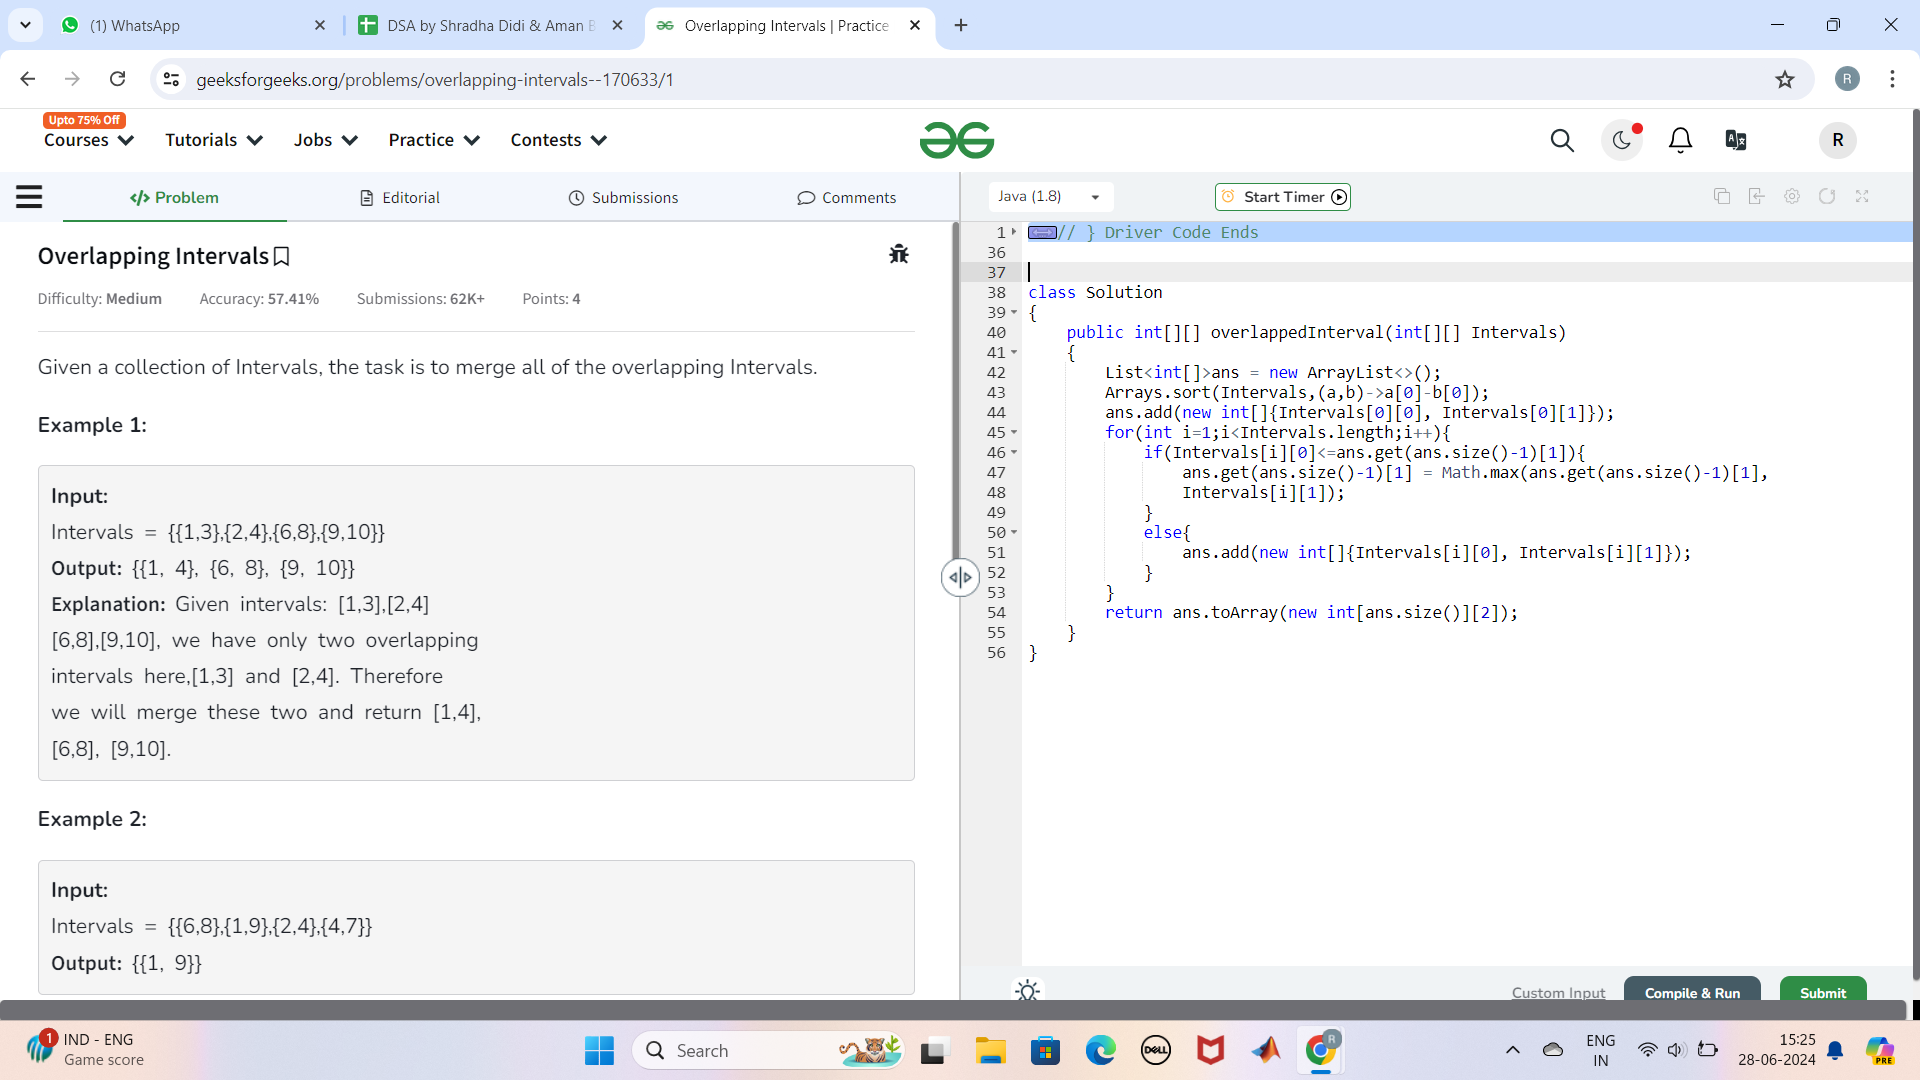 (1) WhatsApp
DSA by Shradha Didi & Aman B
Overlapping Intervals | Practice
geeksforgeeks.org/problems/overlapping-intervals--170633/1
R
Upto 75% Off
Courses
Tutorials
Jobs
Practice
Contests
R
</> Problem
Editorial
Submissions
Comments
Java (1.8)
Start Timer
Overlapping Intervals
Difficulty: Medium Accuracy: 57.41% Submissions: 62K+ Points: 4
Given a collection of Intervals, the task is to merge all of the overlapping Intervals.
Example 1:
Input:
Intervals = {{1,3},{2,4},{6,8},{9,10}}
Output: {{1, 4}, {6, 8}, {9, 10}}
Explanation: Given intervals: [1,3],[2,4]
[6,8],[9,10], we have only two overlapping
intervals here,[1,3] and [2,4]. Therefore
we will merge these two and return [1,4],
[6,8], [9,10].
Example 2:
Input:
Intervals = {{6,8},{1,9},{2,4},{4,7}}
Output: {{1, 9}}
1 // } Driver Code Ends
36
37
38 class Solution
39 {
40 public int[][] overlappedInterval(int[][] Intervals)
41 {
42 List<int[]>ans = new ArrayList<>();
43 Arrays.sort(Intervals,(a,b)->a[0]-b[0]);
44 ans.add(new int[]{Intervals[0][0], Intervals[0][1]});
45 for(int i=1;i<Intervals.length;i++){
46 if(Intervals[i][0]<=ans.get(ans.size()-1)[1]){
47 ans.get(ans.size()-1)[1] = Math.max(ans.get(ans.size()-1)[1],
48 Intervals[i][1]);
49 }
50 else{
51 ans.add(new int[]{Intervals[i][0], Intervals[i][1]});
52 }
53 }
54 return ans.toArray(new int[ans.size()][2]);
55 }
56 }
Custom Input
Compile & Run
Submit
1
IND - ENG
Game score
Search
DELL
R
ENG
IN
15:25
28-06-2024
PRE